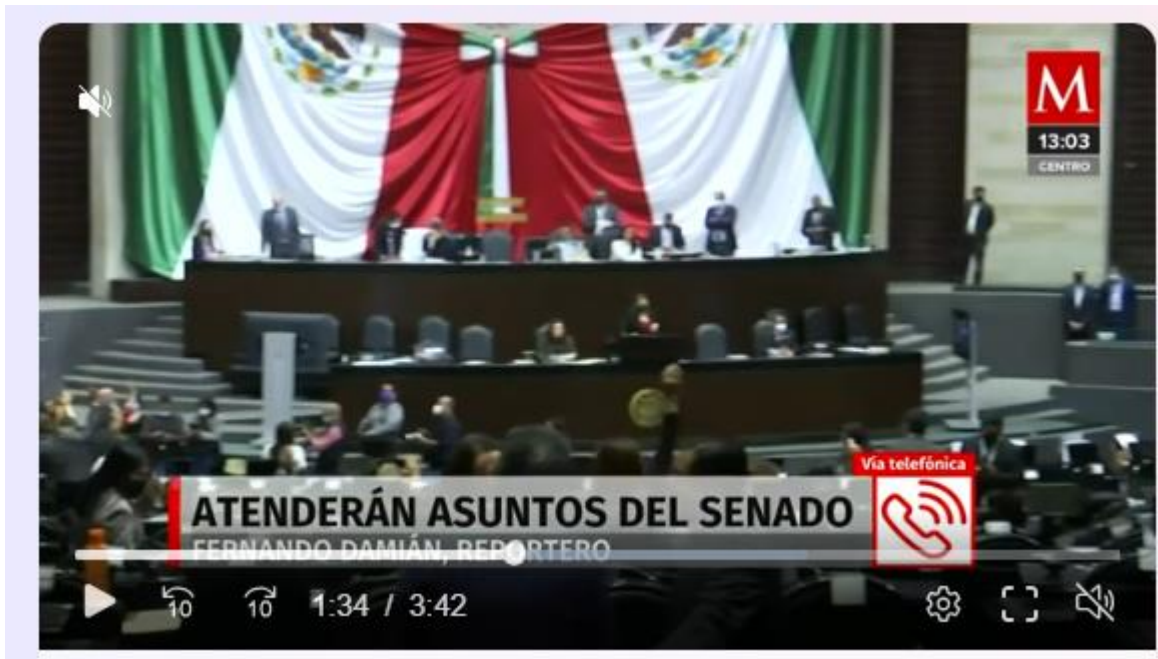 M
13:03
CENTRO
Vía telefónica
ATENDERÁN ASUNTOS DEL SENADO
FERNANDO DAMIÁN, REPORTERO
10
10
1:34 / 3:42